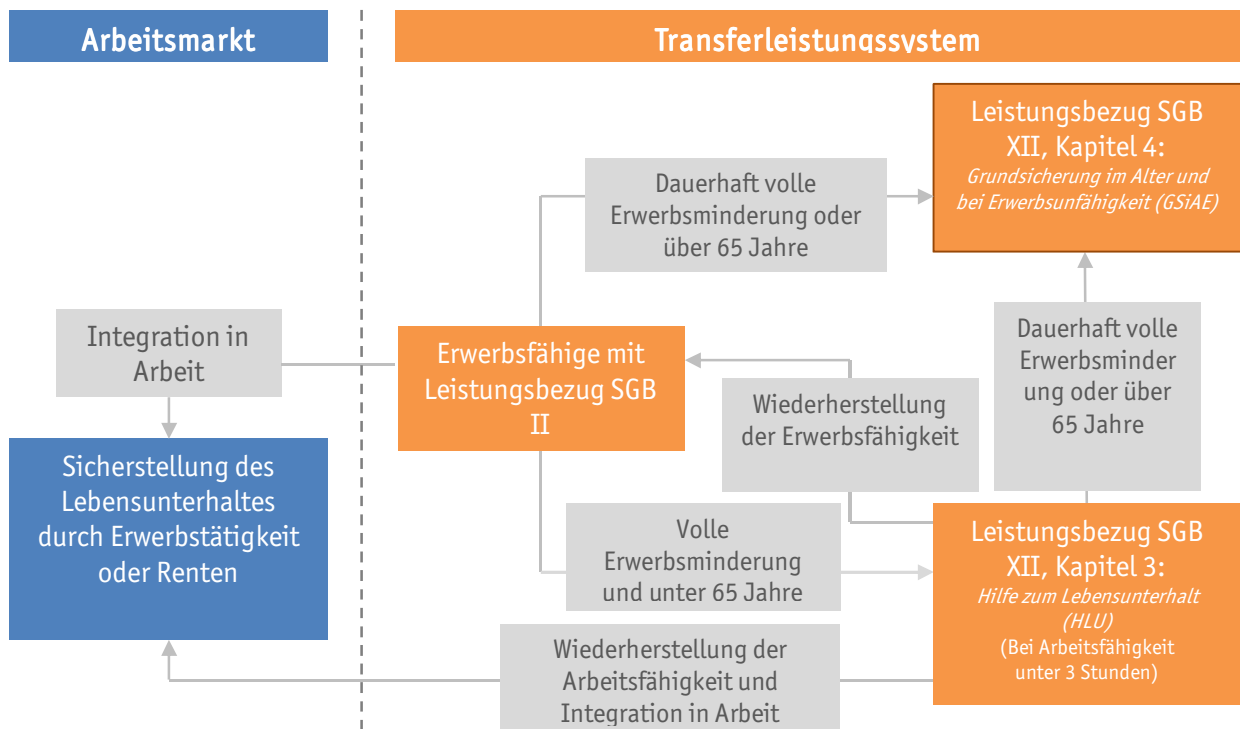 Arbeitsmarkt
Transferleistungssystem
Leistungsbezug SGB
XII, Kapitel 4:
Grundsicherung im Alter und
bei Erwerbsunfähigkeit (GSiAE)
Dauerhaft volle
Erwerbsminderung oder
über 65 Jahre
Integration in
Arbeit
Erwerbsfähige mit
Leistungsbezug SGB
II
Dauerhaft volle
Erwerbsminder
ung oder über
65 Jahre
Wiederherstellung
der Erwerbsfähigkeit
Sicherstellung des
Lebensunterhaltes
durch Erwerbstätigkeit
oder Renten
Volle
Erwerbsminderung
und unter 65 Jahre
Leistungsbezug SGB
XII, Kapitel 3:
Hilfe zum Lebensunterhalt
(HLU)
(Bei Arbeitsfähigkeit
unter 3 Stunden)
Wiederherstellung der
Arbeitsfähigkeit und
Integration in Arbeit